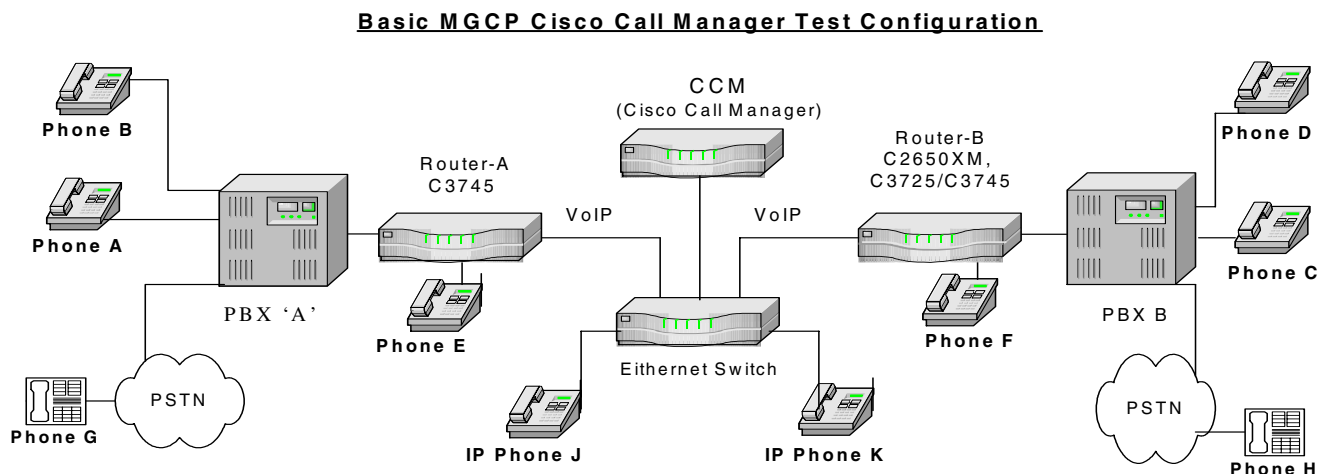 Basic MGCP Cisco Call Manager Test Configuration
Phone B
Phone A
PBX ‘A’
Router-A
C3745
Phone E
VoIP
CCM
(Cisco Call Manager)
VoIP
Router-B
C2650XM,
C3725/C3745
Phone F
PBX B
Phone D
Phone C
Eithernet Switch
PSTN
Phone G
IP Phone J
IP Phone K
PSTN
Phone H